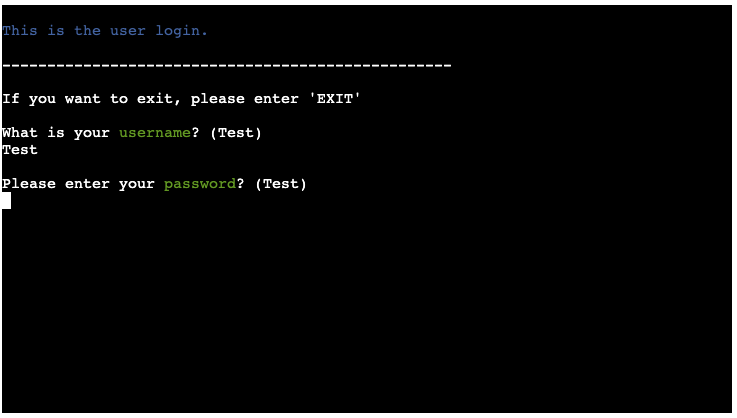 This is the user login.
--------------------------------------------------
If you want to exit, please enter 'EXIT'
What is your username? (Test)
Test
Please enter your password? (Test)